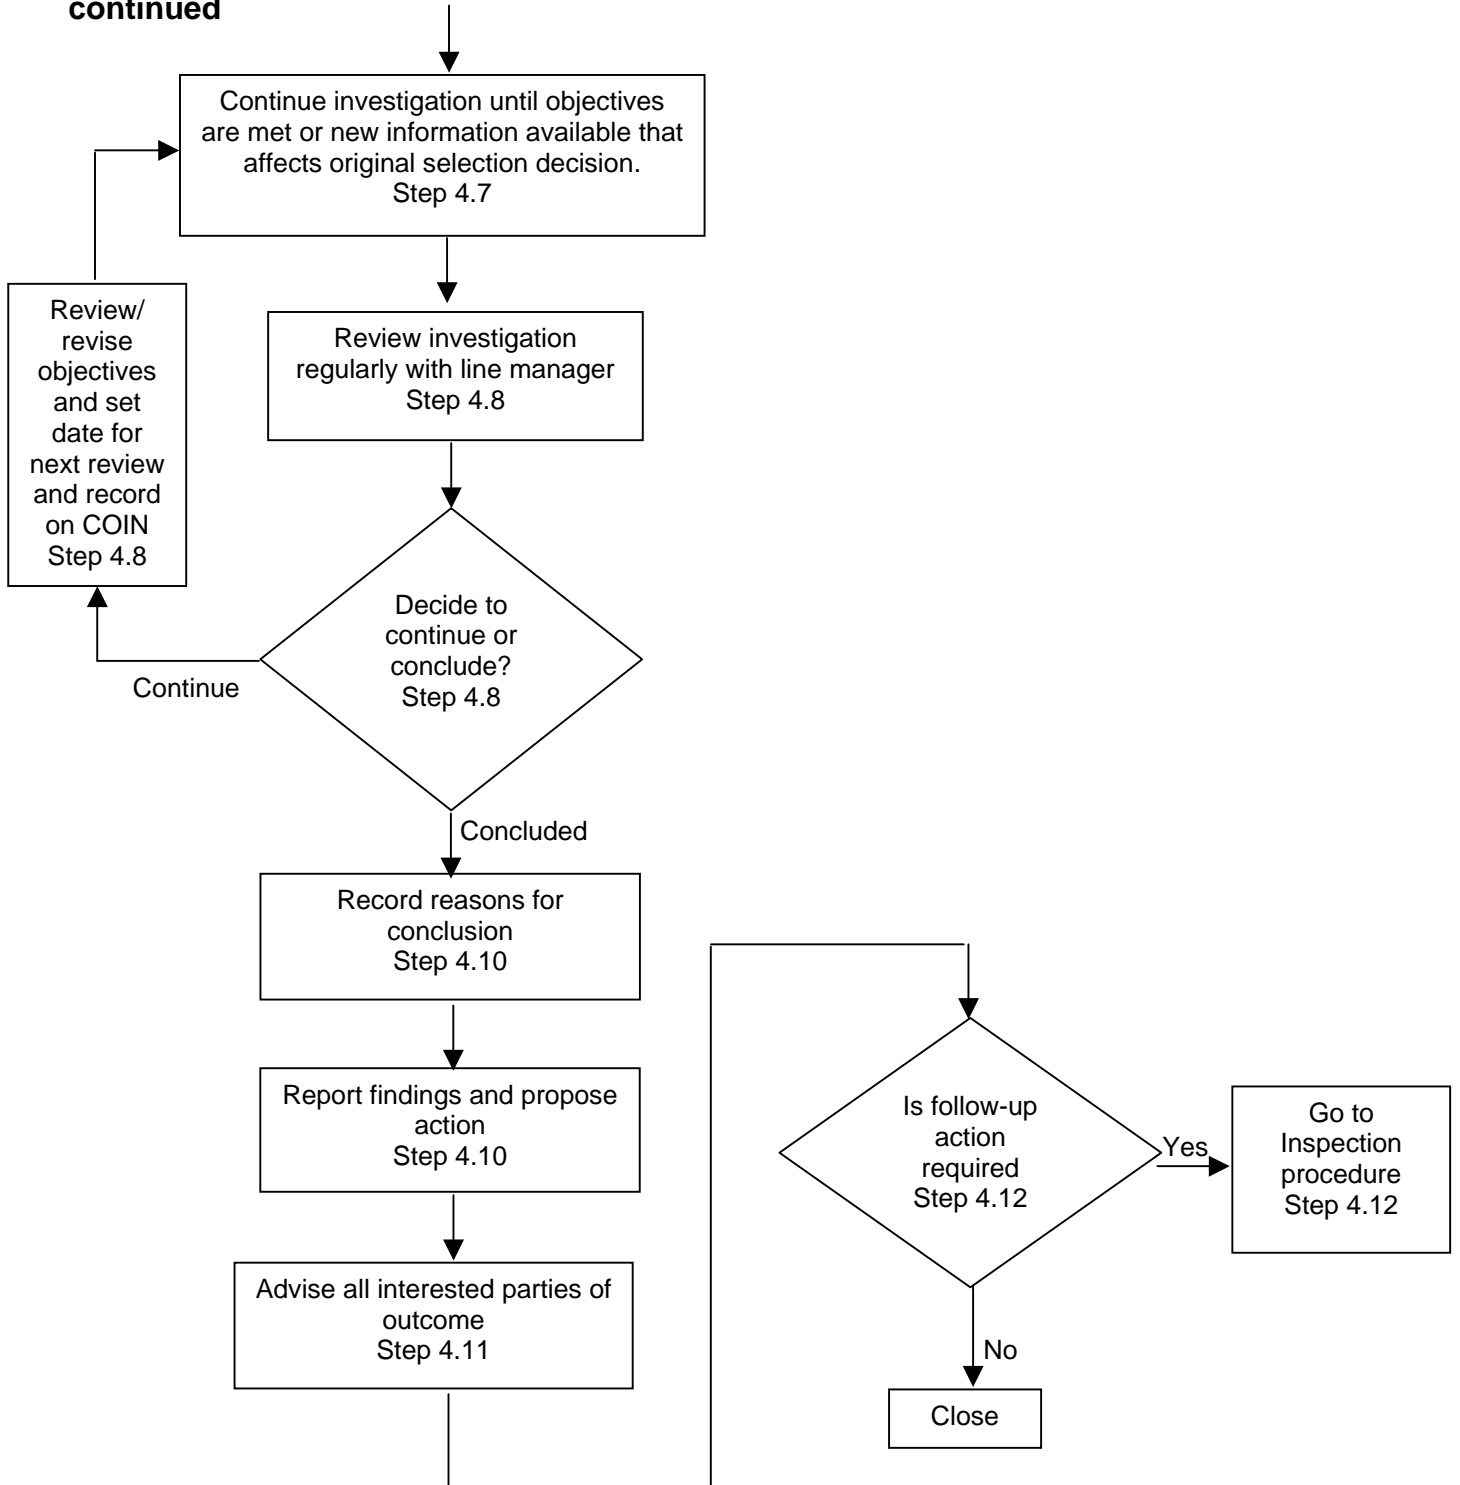 continued
Continue investigation until objectives
are met or new information available that
affects original selection decision.
Step 4.7
Review/
revise
objectives
and set
date for
next review
and record
on COIN
Step 4.8
Review investigation
regularly with line manager
Step 4.8
Decide to
continue or
conclude?
Step 4.8
Continue
Concluded
Record reasons for
conclusion
Step 4.10
Report findings and propose
action
Step 4.10
Advise all interested parties of
outcome
Step 4.11
Is follow-up
action
required
Step 4.12
Yes
Go to
Inspection
procedure
Step 4.12
No
Close